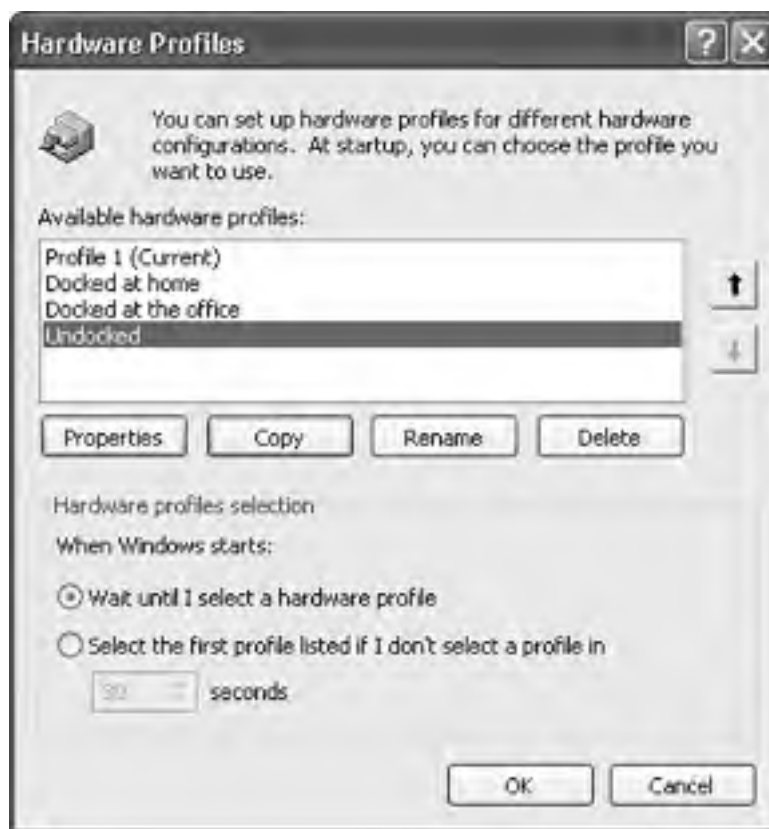 Hardware Profiles
You can set up hardware profiles for different hardware
configurations. At startup, you can choose the profile you
want to use.
Available hardware profiles:
Profile 1 (Current)
Docked at home
Docked at the office
Undocked
Properties Copy Rename Delete
Hardware profiles selection
When Windows starts:
Wait until I select a hardware profile
Select the first profile listed if I don't select a profile in
30 seconds
OK Cancel